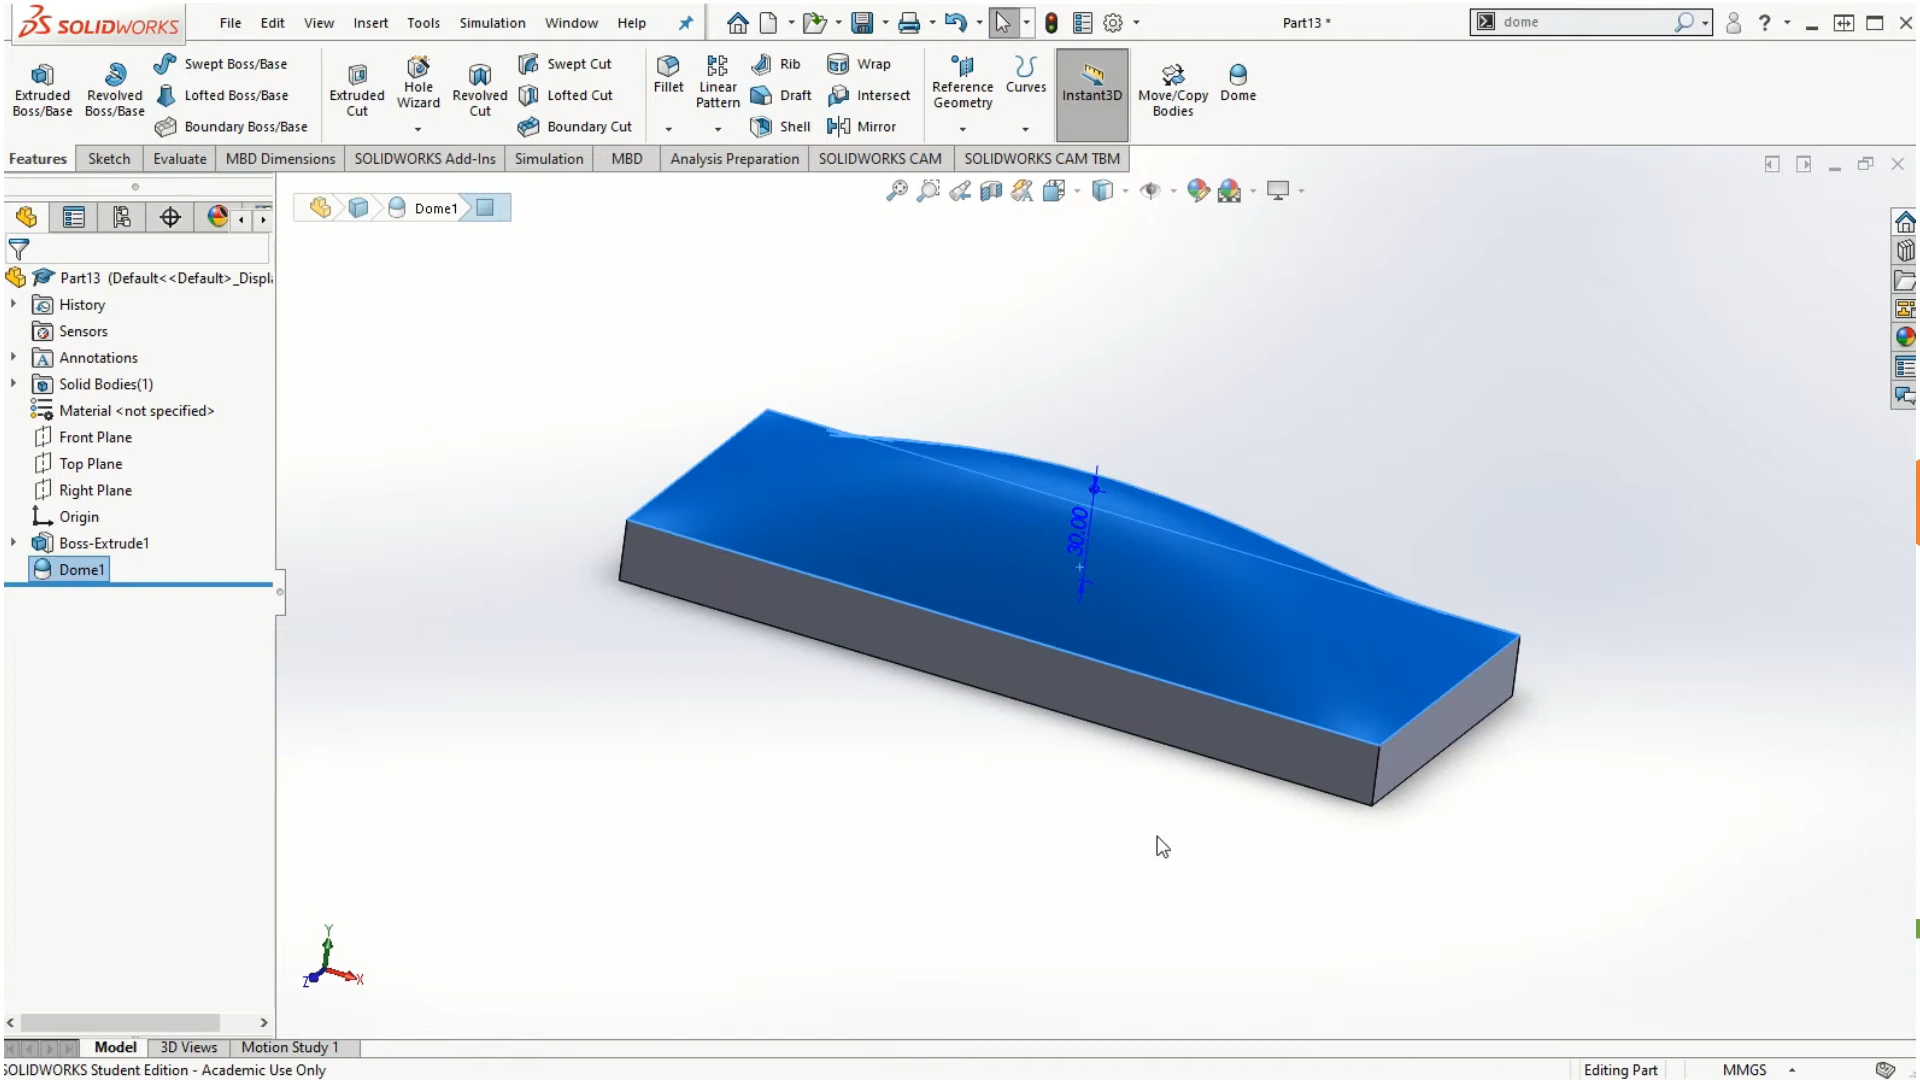 SOLIDWORKS File Edit View Insert Tools Simulation Window Help Part13 * dome ?
Extruded Boss/Base
Revolved Boss/Base
Swept Boss/Base
Lofted Boss/Base
Boundary Boss/Base
Extruded Cut
Hole Wizard
Revolved Cut
Swept Cut
Lofted Cut
Boundary Cut
Fillet
Linear Pattern
Rib
Draft
Shell
Wrap
Intersect
Mirror
Reference Geometry
Curves
Instant3D
Move/Copy Bodies
Dome
Features Sketch Evaluate MBD Dimensions SOLIDWORKS Add-Ins Simulation MBD Analysis Preparation SOLIDWORKS CAM SOLIDWORKS CAM TBM
Dome1
Part13 (Default<<Default>_Displ
History
Sensors
Annotations
Solid Bodies(1)
Material <not specified>
Front Plane
Top Plane
Right Plane
Origin
Boss-Extrude1
Dome1
30.00
Y
Z X
Model 3D Views Motion Study 1
SOLIDWORKS Student Edition - Academic Use Only Editing Part MMGS